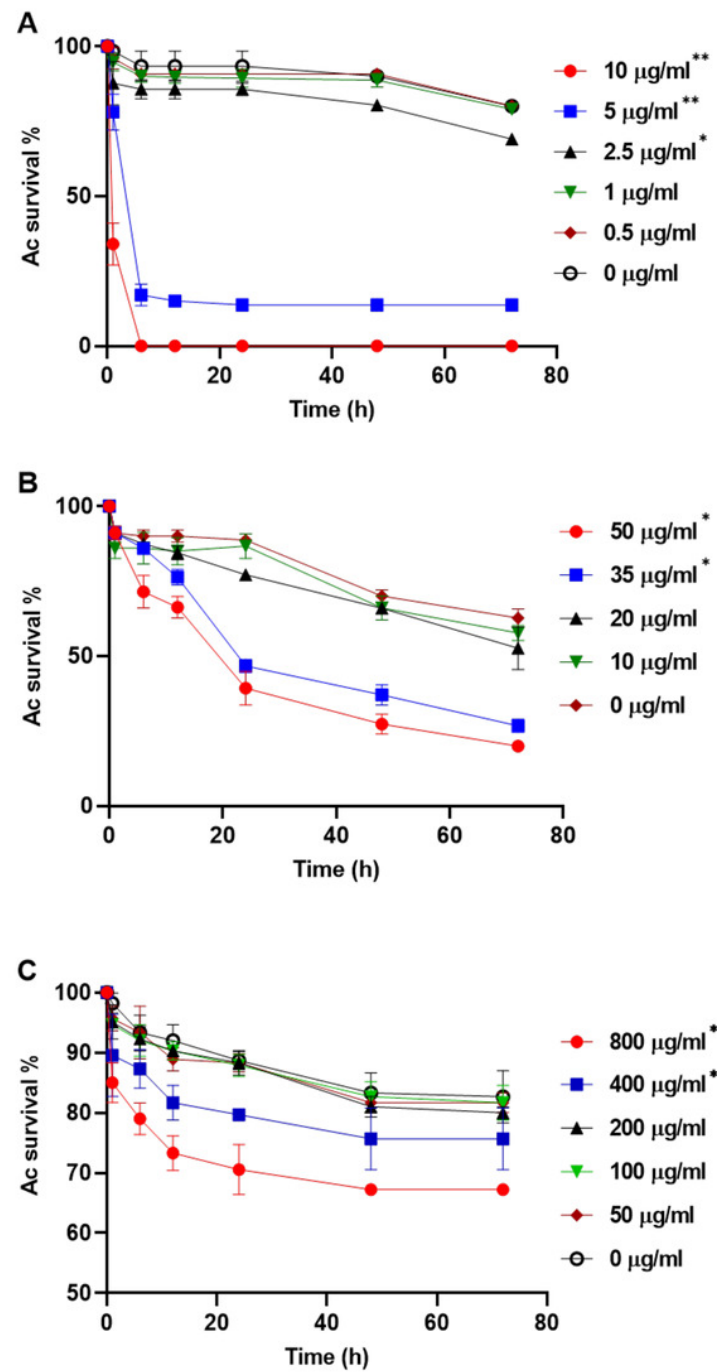 A
Ac survival %
100
50
0
0
20
40
60
80
Time (h)
10 µg/ml**
5 µg/ml**
2.5 µg/ml*
1 µg/ml
0.5 µg/ml
0 µg/ml
B
Ac survival %
100
50
0
0
20
40
60
80
Time (h)
50 µg/ml*
35 µg/ml*
20 µg/ml
10 µg/ml
0 µg/ml
C
Ac survival %
100
90
80
70
60
50
0
20
40
60
80
Time (h)
800 µg/ml*
400 µg/ml*
200 µg/ml
100 µg/ml
50 µg/ml
0 µg/ml